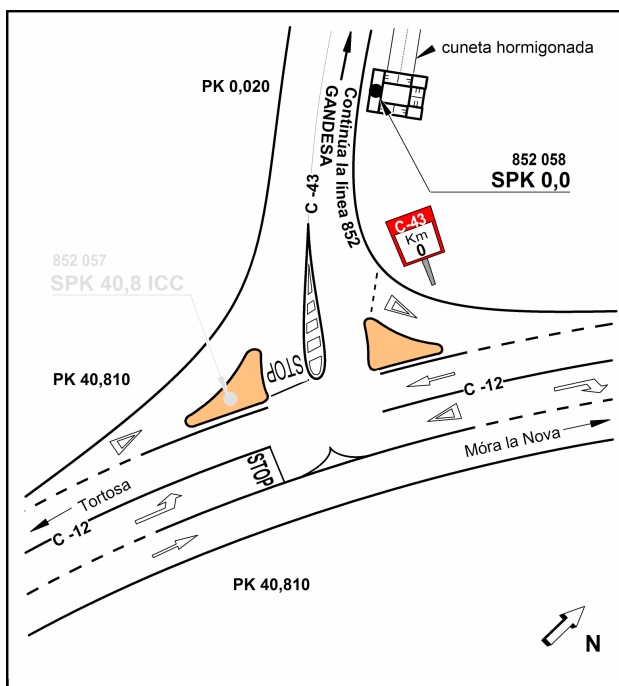 cuneta hormigonada
PK 0,020
Continúa la línea 852
GANDESA
852 058
SPK 0,0
C-43
C-43
Km
0
852 057
SPK 40,8 ICC
STOP
PK 40,810
C -12
Móra la Nova
STOP
Tortosa
C -12
PK 40,810
N